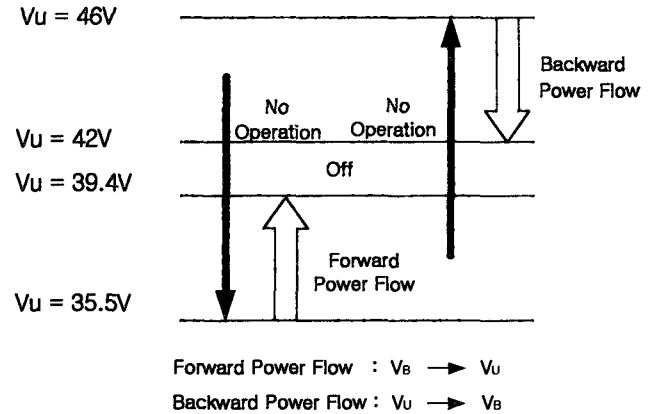 Vu = 46V
Backward
Power Flow
No
Operation
No
Operation
Vu = 42V
Off
Vu = 39.4V
Forward
Power Flow
Vu = 35.5V
Forward Power Flow : VB → VU
Backward Power Flow : VU → VB